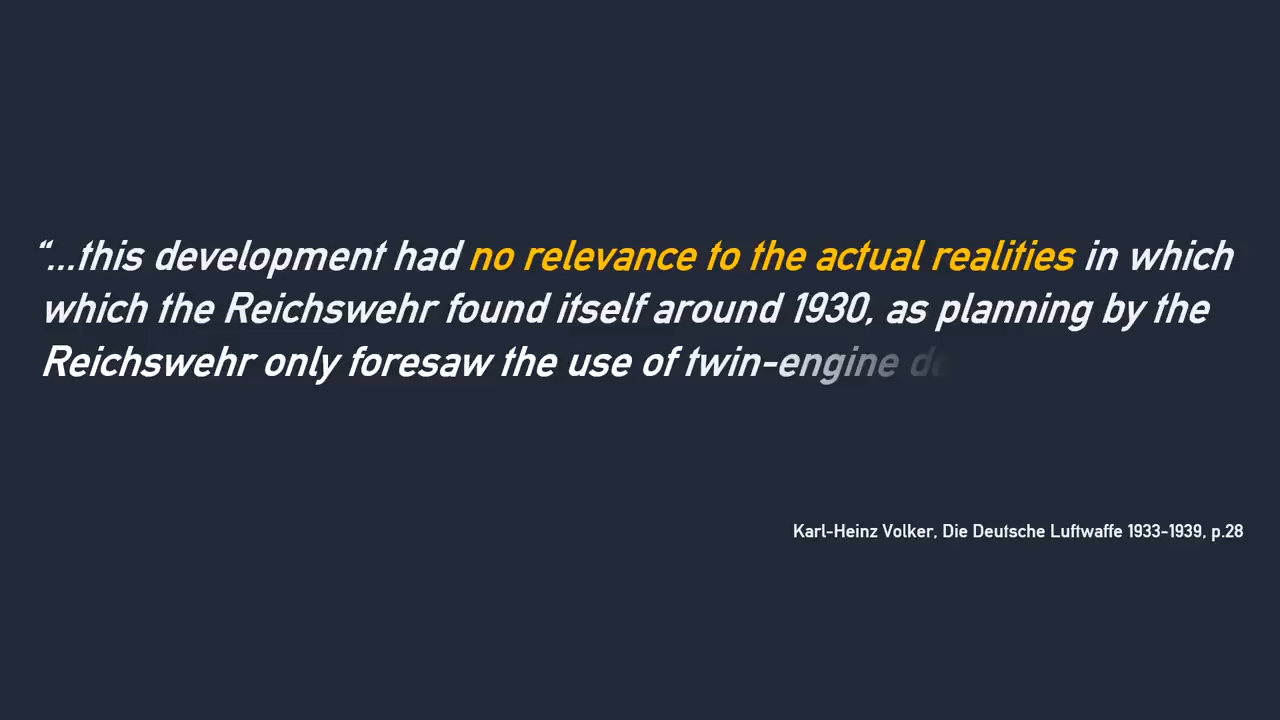 “...this development had no relevance to the actual realities in which
which the Reichswehr found itself around 1930, as planning by the
Reichswehr only foresaw the use of twin-engine
Karl-Heinz Volker, Die Deutsche Luftwaffe 1933-1939, p.28